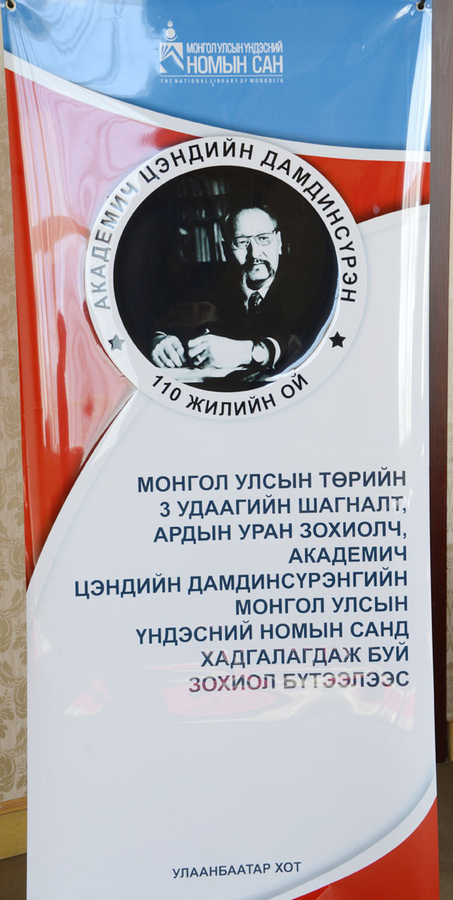 МОНГОЛ УЛСЫН ҮНДЭСНИЙ
НОМЫН САН
THE NATIONAL LIBRARY OF MONGOLIA
АКАДЕМИЧ ЦЭНДИЙН ДАМДИНСҮРЭН
110 ЖИЛИЙН ОЙ
МОНГОЛ УЛСЫН ТӨРИЙН
3 УДААГИЙН ШАГНАЛТ,
АРДЫН УРАН ЗОХИОЛЧ,
АКАДЕМИЧ
ЦЭНДИЙН ДАМДИНСҮРЭНГИЙН
МОНГОЛ УЛСЫН
ҮНДЭСНИЙ НОМЫН САНД
ХАДГАЛАГДАЖ БУЙ
ЗОХИОЛ БҮТЭЭЛЭЭС
УЛААНБААТАР ХОТ